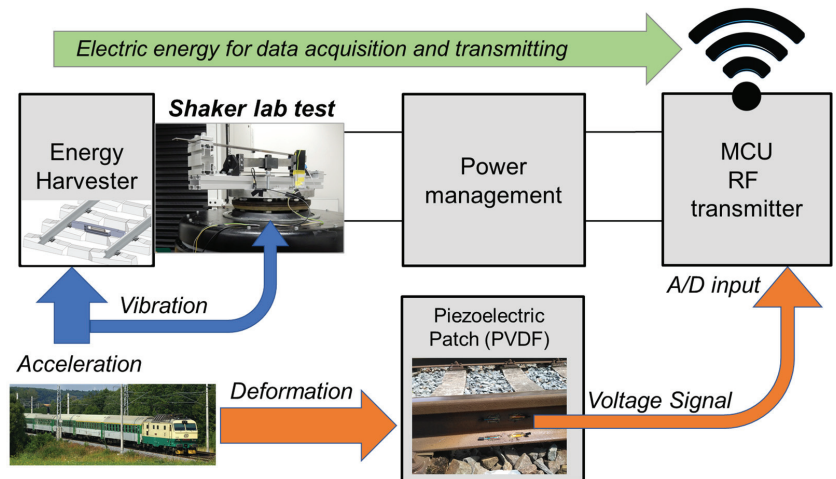 Electric energy for data acquisition and transmitting
Shaker lab test
Energy
Harvester
Power
management
MCU
RF
transmitter
Vibration
A/D input
Piezoelectric
Patch (PVDF)
Acceleration
Deformation
Voltage Signal